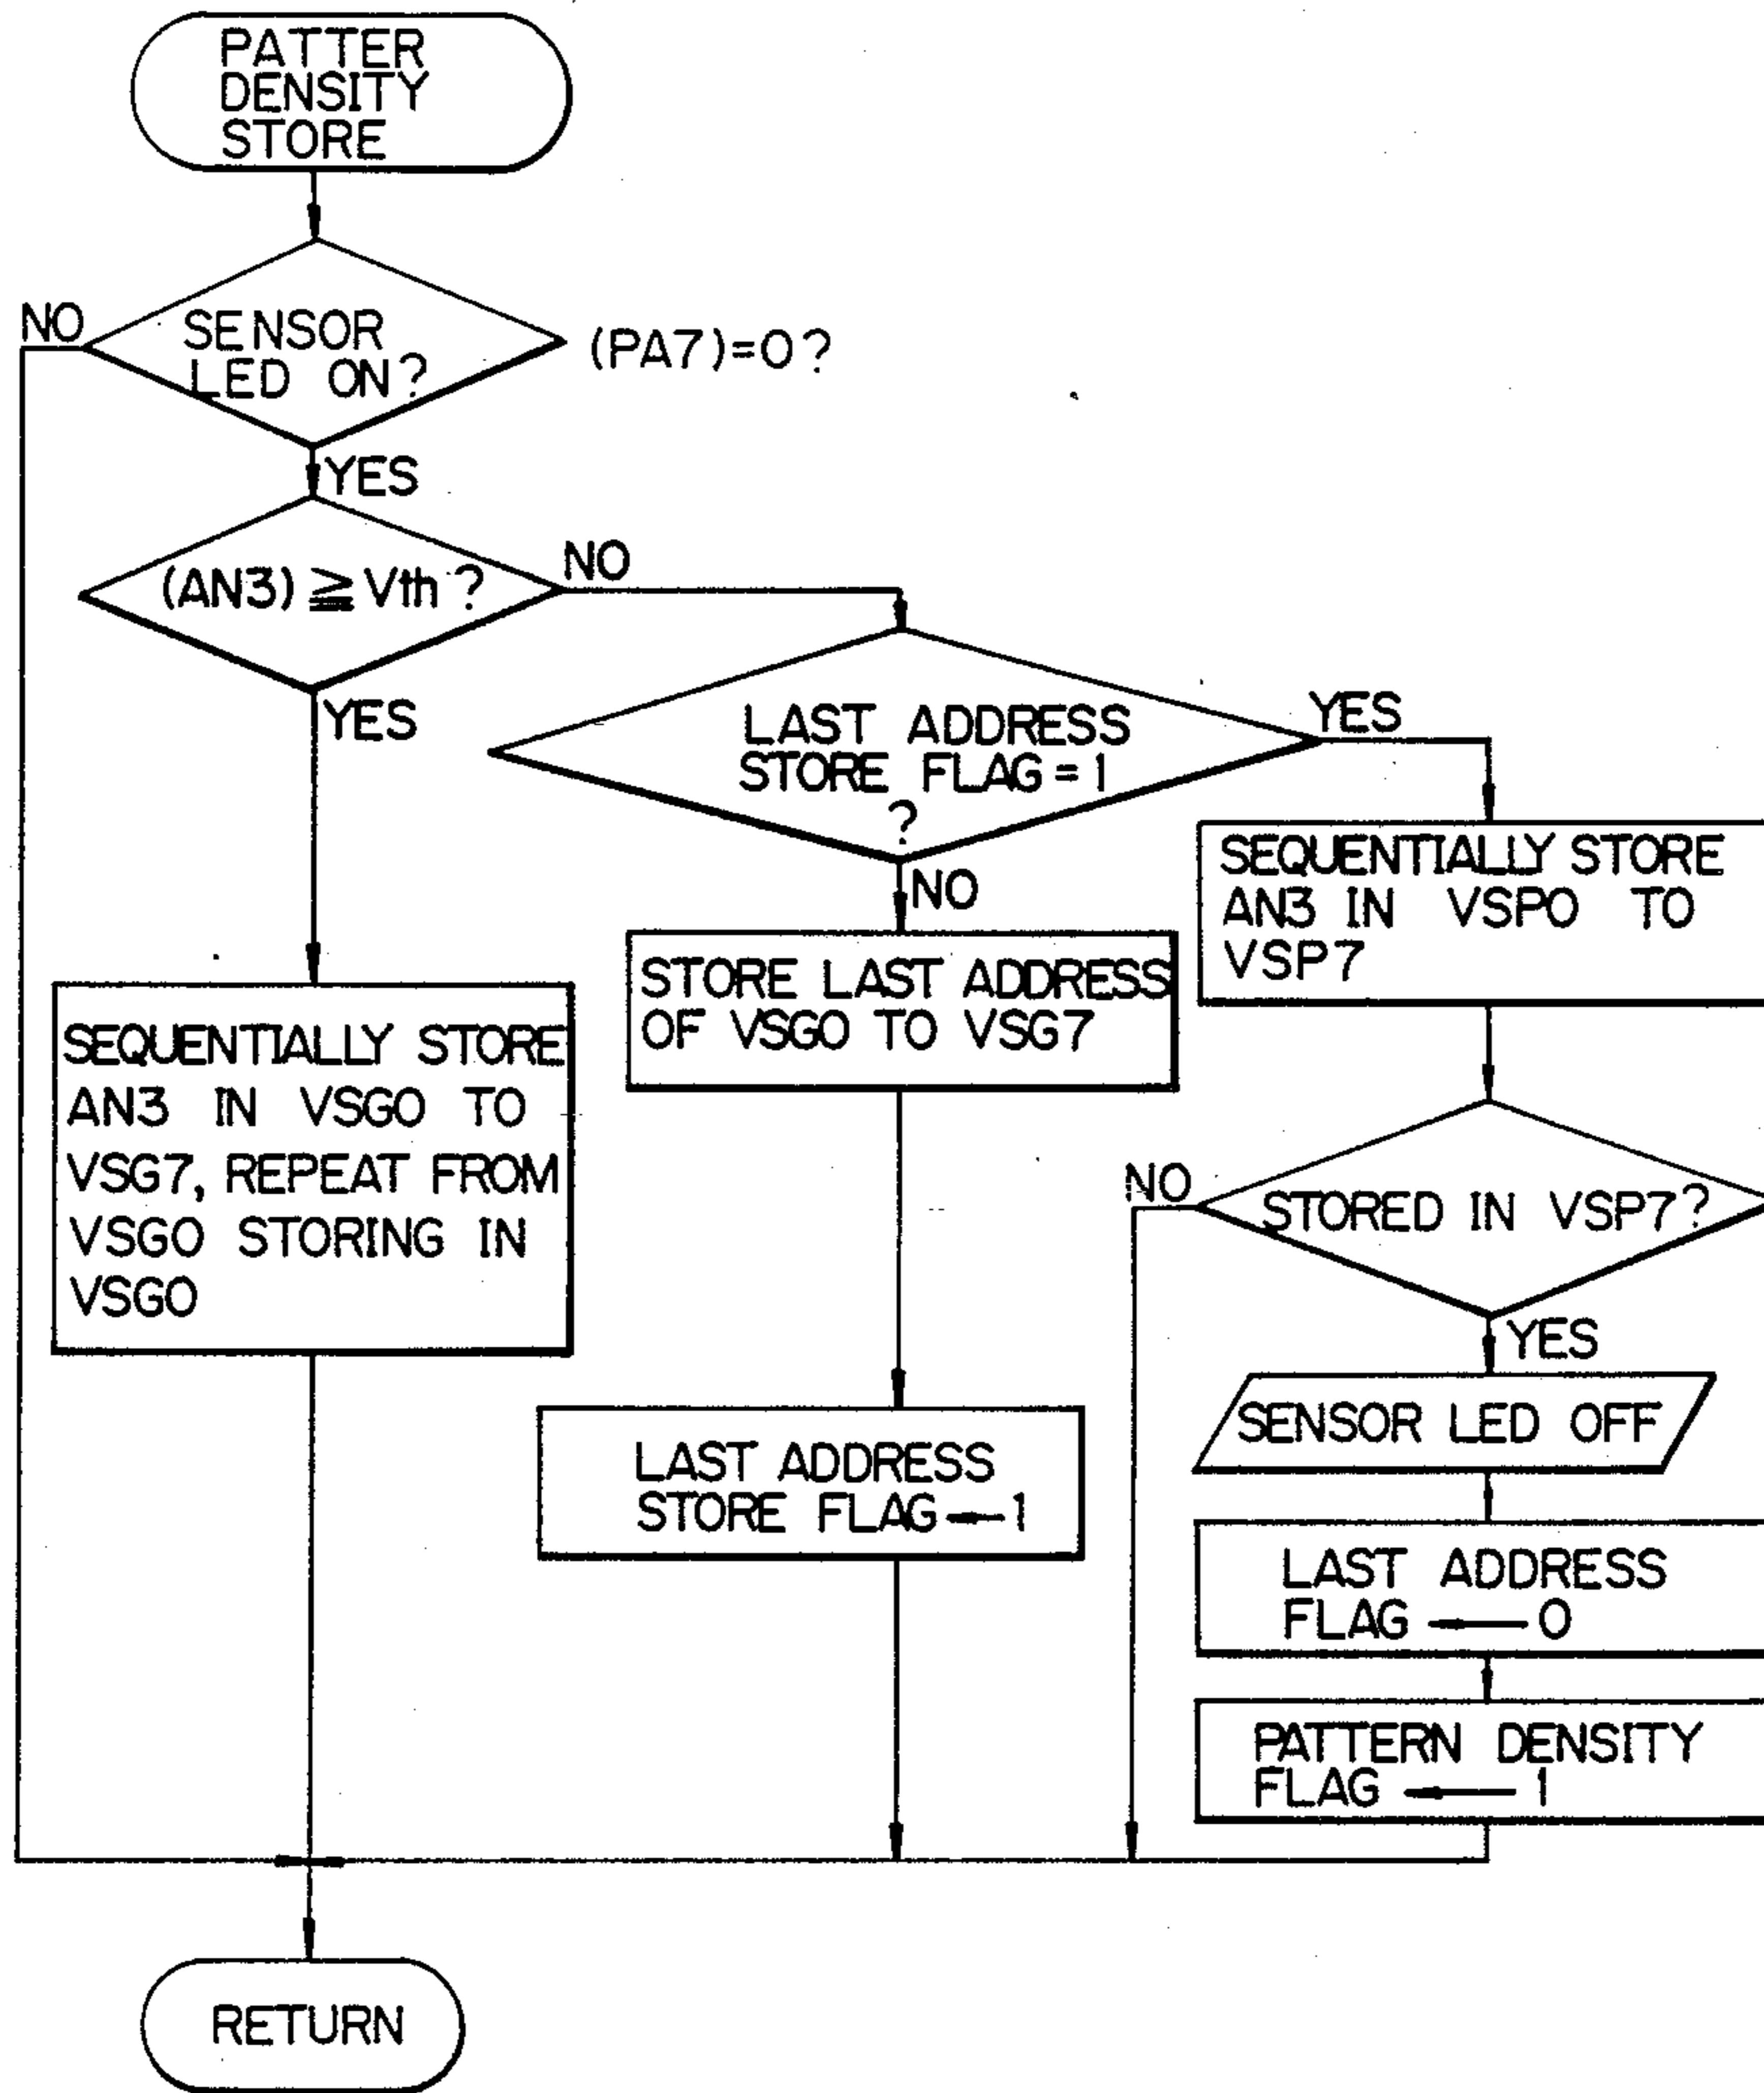 PATTER
DENSITY
STORE
NO
SENSOR
LED ON?
(PA7)=0?
YES
(AN3) ≧ Vth ?
NO
YES
LAST ADDRESS
STORE FLAG = 1
?
YES
NO
SEQUENTIALLY STORE
AN3 IN VSP0 TO
VSP7
STORE LAST ADDRESS
OF VSG0 TO VSG7
SEQUENTIALLY STORE
AN3 IN VSG0 TO
VSG7, REPEAT FROM
VSG0 STORING IN
VSG0
NO
STORED IN VSP7?
YES
SENSOR LED OFF
LAST ADDRESS
STORE FLAG ← 1
LAST ADDRESS
FLAG ← 0
PATTERN DENSITY
FLAG ← 1
RETURN